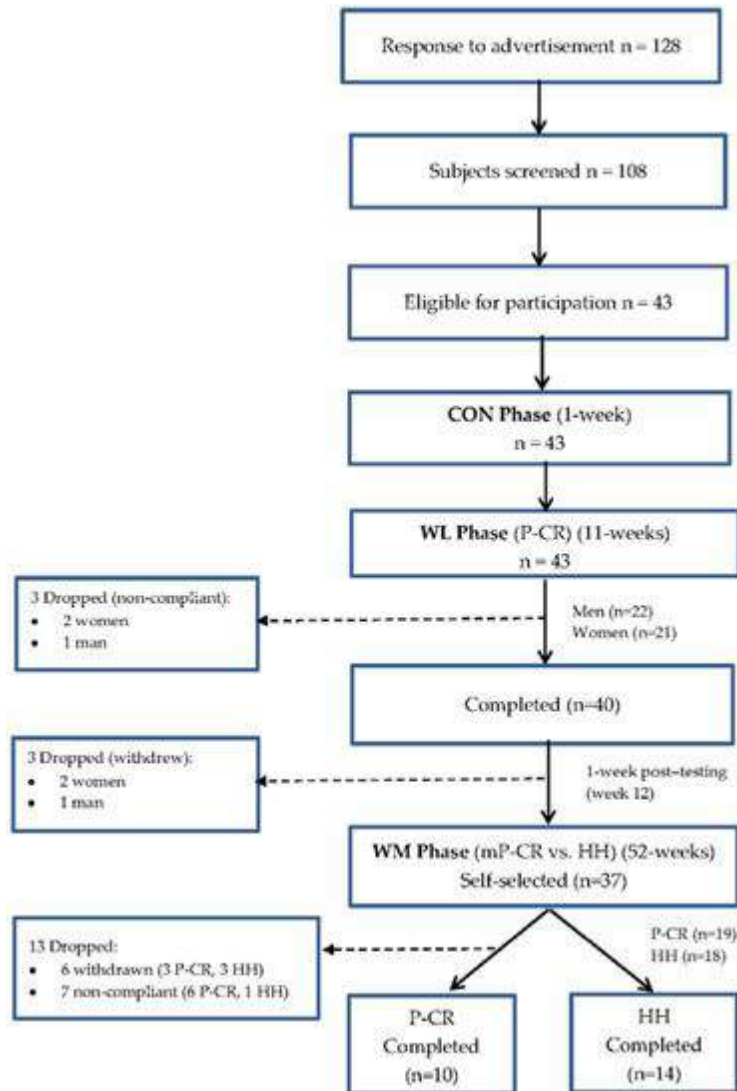 Response to advertisement n = 128
Subjects screened n = 108
Eligible for participation n = 43
CON Phase (1-week)
n = 43
WL Phase (P-CR) (11-weeks)
n = 43
3 Dropped (non-compliant):
• 2 women
• 1 man
Men (n=22)
Women (n=21)
Completed (n=40)
3 Dropped (withdrew):
• 2 women
• 1 man
1-week post-testing
(week 12)
WM Phase (mP-CR vs. HH) (52-weeks)
Self-selected (n=37)
13 Dropped:
• 6 withdrawn (3 P-CR, 3 HH)
• 7 non-compliant (6 P-CR, 1 HH)
P-CR (n=19)
HH (n=18)
P-CR
Completed
(n=10)
HH
Completed
(n=14)